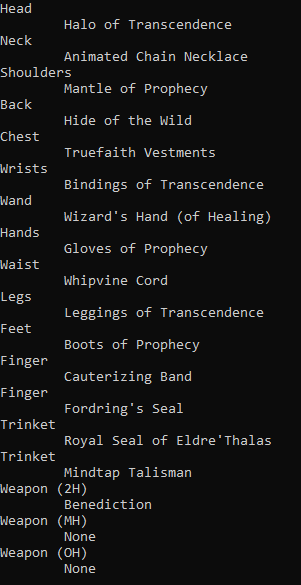 Head
Halo of Transcendence
Neck
Animated Chain Necklace
Shoulders
Mantle of Prophecy
Back
Hide of the Wild
Chest
Truefaith Vestments
Wrists
Bindings of Transcendence
Wand
Wizard's Hand (of Healing)
Hands
Gloves of Prophecy
Waist
Whipvine Cord
Legs
Leggings of Transcendence
Feet
Boots of Prophecy
Finger
Cauterizing Band
Finger
Fordring's Seal
Trinket
Royal Seal of Eldre'Thalas
Trinket
Mindtap Talisman
Weapon (2H)
Benediction
Weapon (MH)
None
Weapon (OH)
None